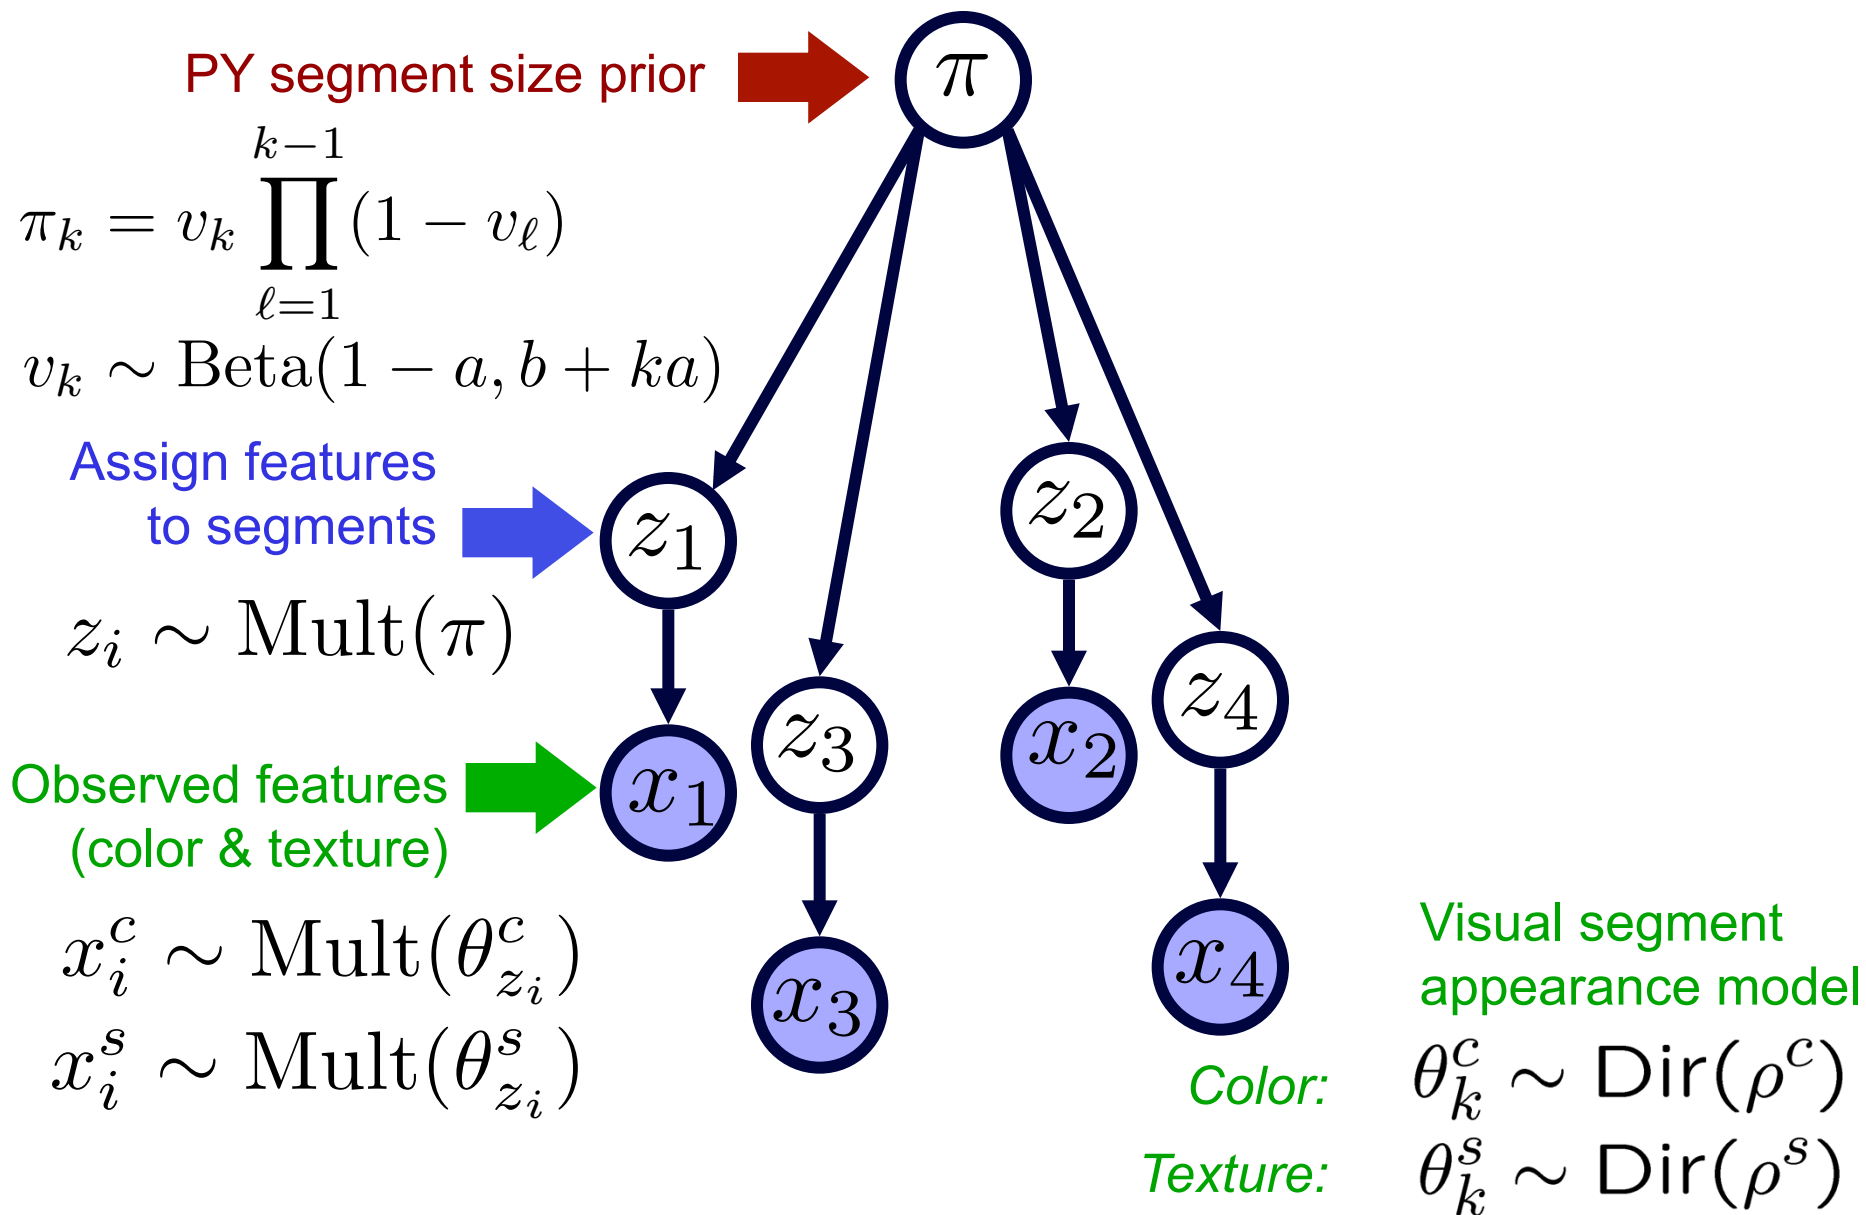 PY segment size prior
π
π_k = v_k ∏_{ℓ=1}^{k−1} (1 − v_ℓ)
v_k ∼ Beta(1 − a, b + ka)
Assign features
to segments
z_1
z_2
z_i ∼ Mult(π)
z_3
z_4
x_2
Observed features
(color & texture)
x_1
x_i^c ∼ Mult(θ_{z_i}^c)
x_i^s ∼ Mult(θ_{z_i}^s)
x_3
x_4
Visual segment
appearance model
Color: θ_k^c ∼ Dir(ρ^c)
Texture: θ_k^s ∼ Dir(ρ^s)